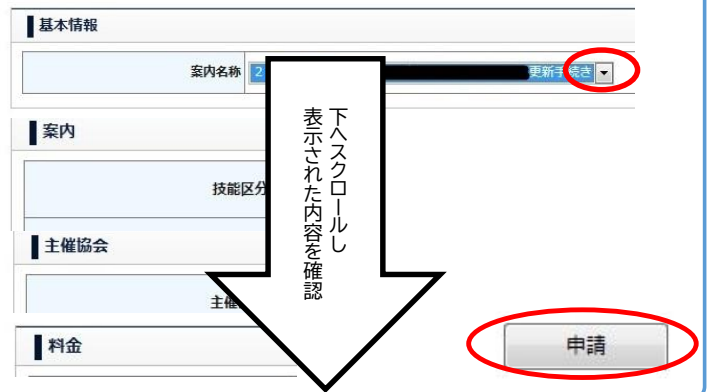 基本情報
案内名称 2 更新手続き
案内
技能区分
主催協会
主催
料金
下へスクロールし
表示された内容を確認
申請